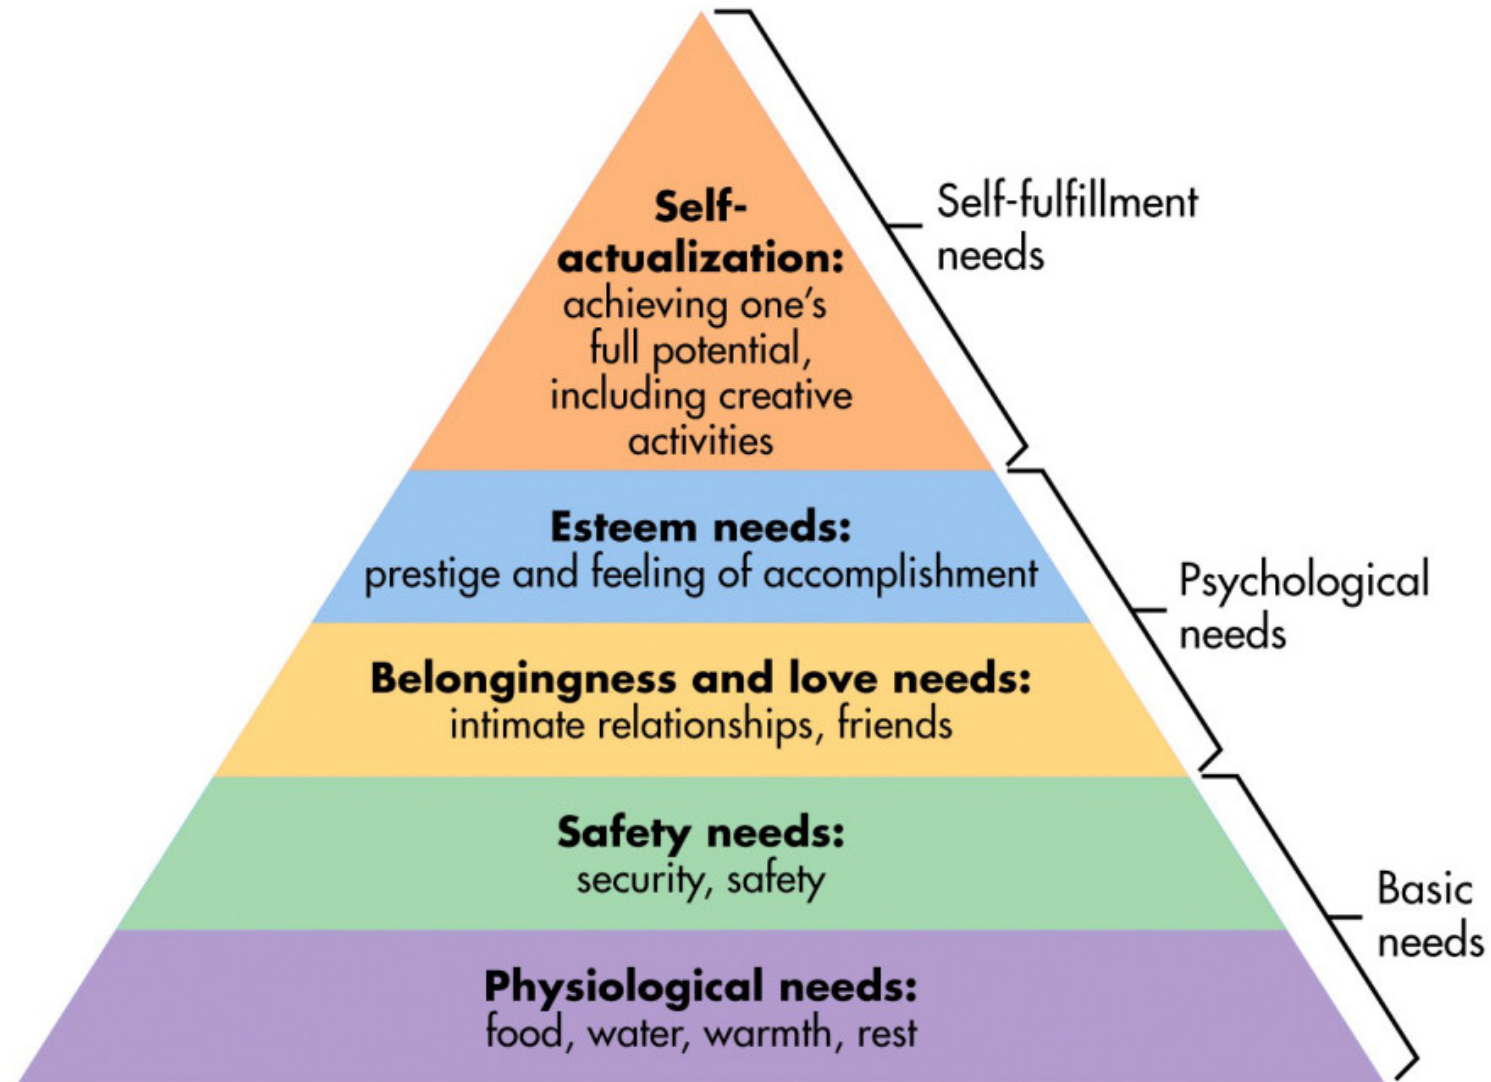 Self-
actualization:
achieving one's
full potential,
including creative
activities
Self-fulfillment
needs
Esteem needs:
prestige and feeling of accomplishment
Psychological
needs
Belongingness and love needs:
intimate relationships, friends
Safety needs:
security, safety
Basic
needs
Physiological needs:
food, water, warmth, rest